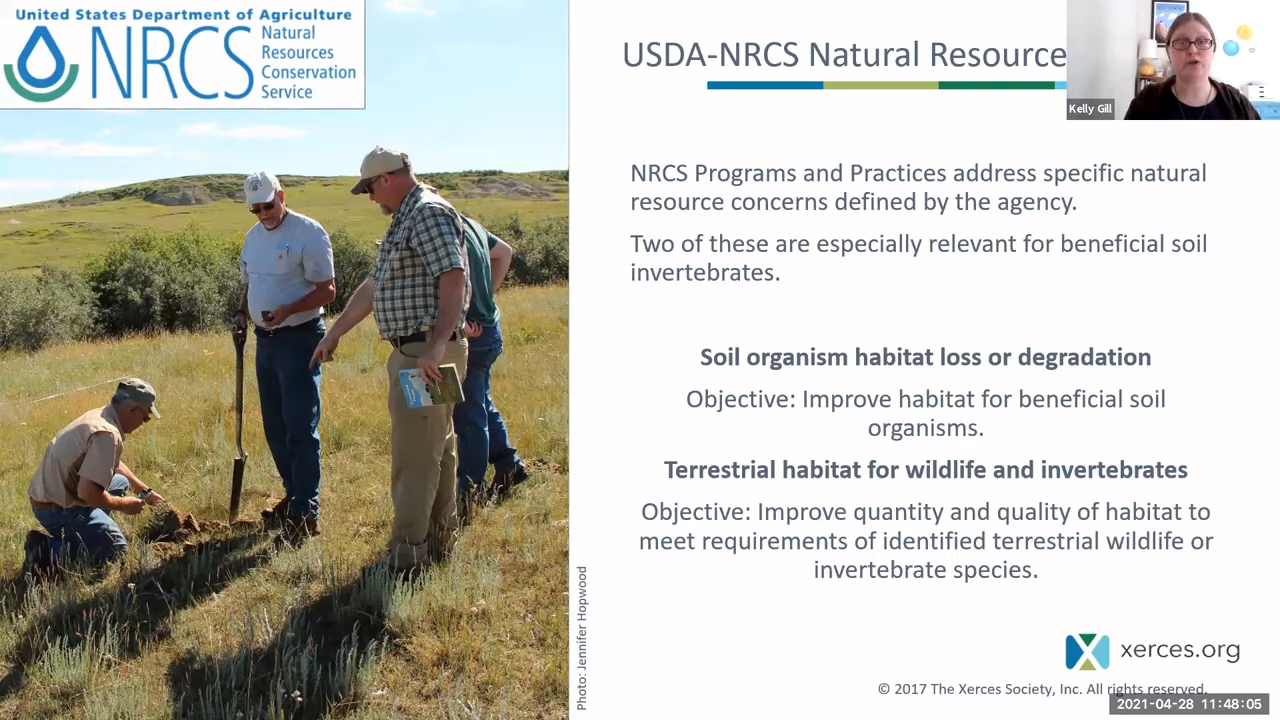 United States Department of Agriculture
NRCS
Natural
Resources
Conservation
Service
USDA-NRCS Natural Resource
Kelly Gill
NRCS Programs and Practices address specific natural
resource concerns defined by the agency.
Two of these are especially relevant for beneficial soil
invertebrates.
Soil organism habitat loss or degradation
Objective: Improve habitat for beneficial soil
organisms.
Terrestrial habitat for wildlife and invertebrates
Objective: Improve quantity and quality of habitat to
meet requirements of identified terrestrial wildlife or
invertebrate species.
Photo: Jennifer Hopwood
xerces.org
© 2017 The Xerces Society, Inc. All rights reserved.
2021-04-28 11:48:05